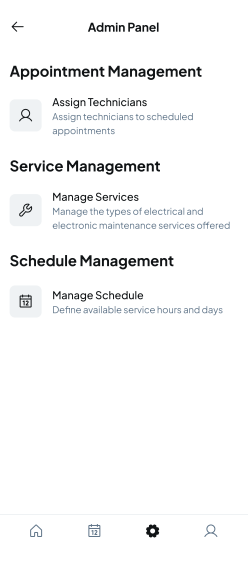 Admin Panel
Appointment Management
Assign Technicians
Assign technicians to scheduled
appointments
Service Management
Manage Services
Manage the types of electrical and
electronic maintenance services offered
Schedule Management
12
Manage Schedule
Define available service hours and days
12